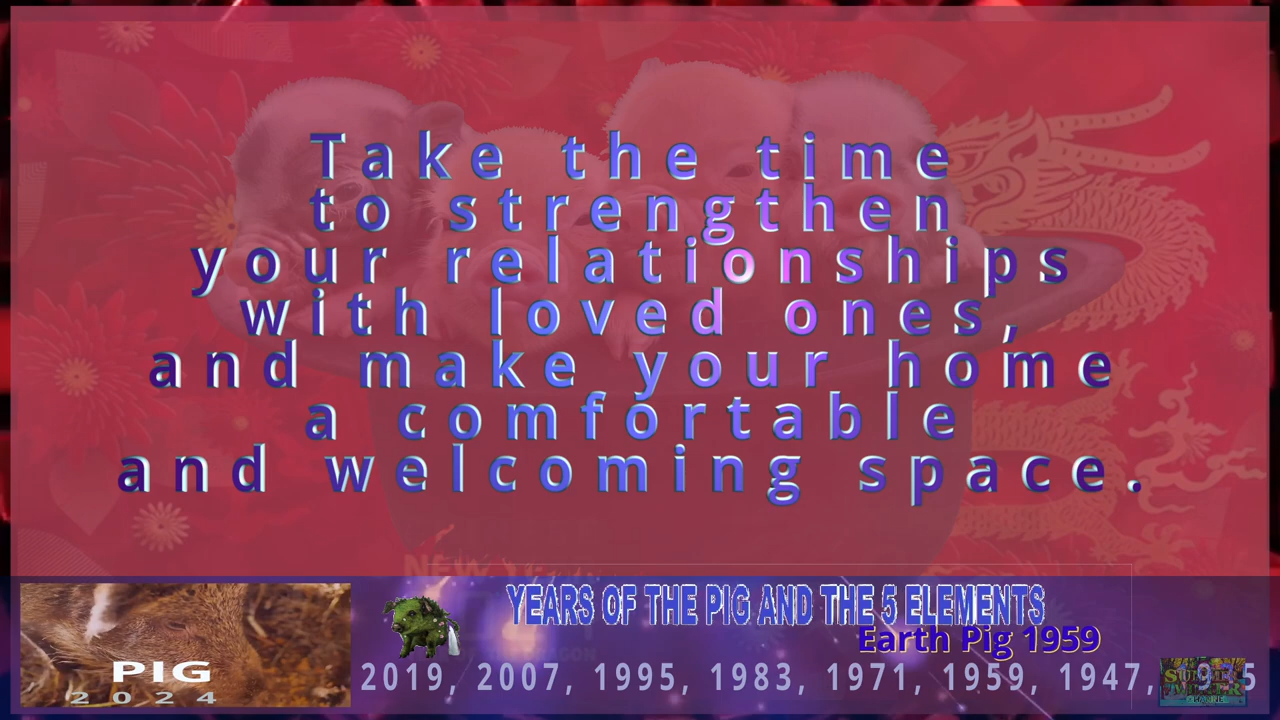 Take the time
to strengthen
your relationships
with loved ones,
and make your home
a comfortable
and welcoming space.
NEW
YEARS OF THE PIG AND THE 5 ELEMENTS
Earth Pig 1959
PIG
2024
2019, 2007, 1995, 1983, 1971, 1959, 1947,
SUMMER